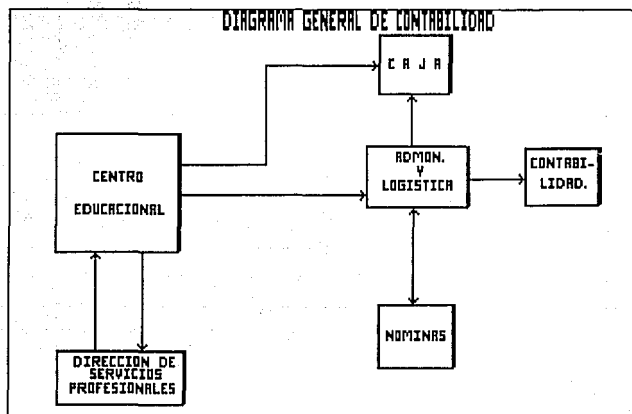 DIAGRAMA GENERAL DE CONTABILIDAD
C A J A
CENTRO
EDUCACIONAL
ADMON.
Y
LOGISTICA
CONTABI-
LIDAD.
NOMINAS
DIRECCION DE
SERVICIOS
PROFESIONALES